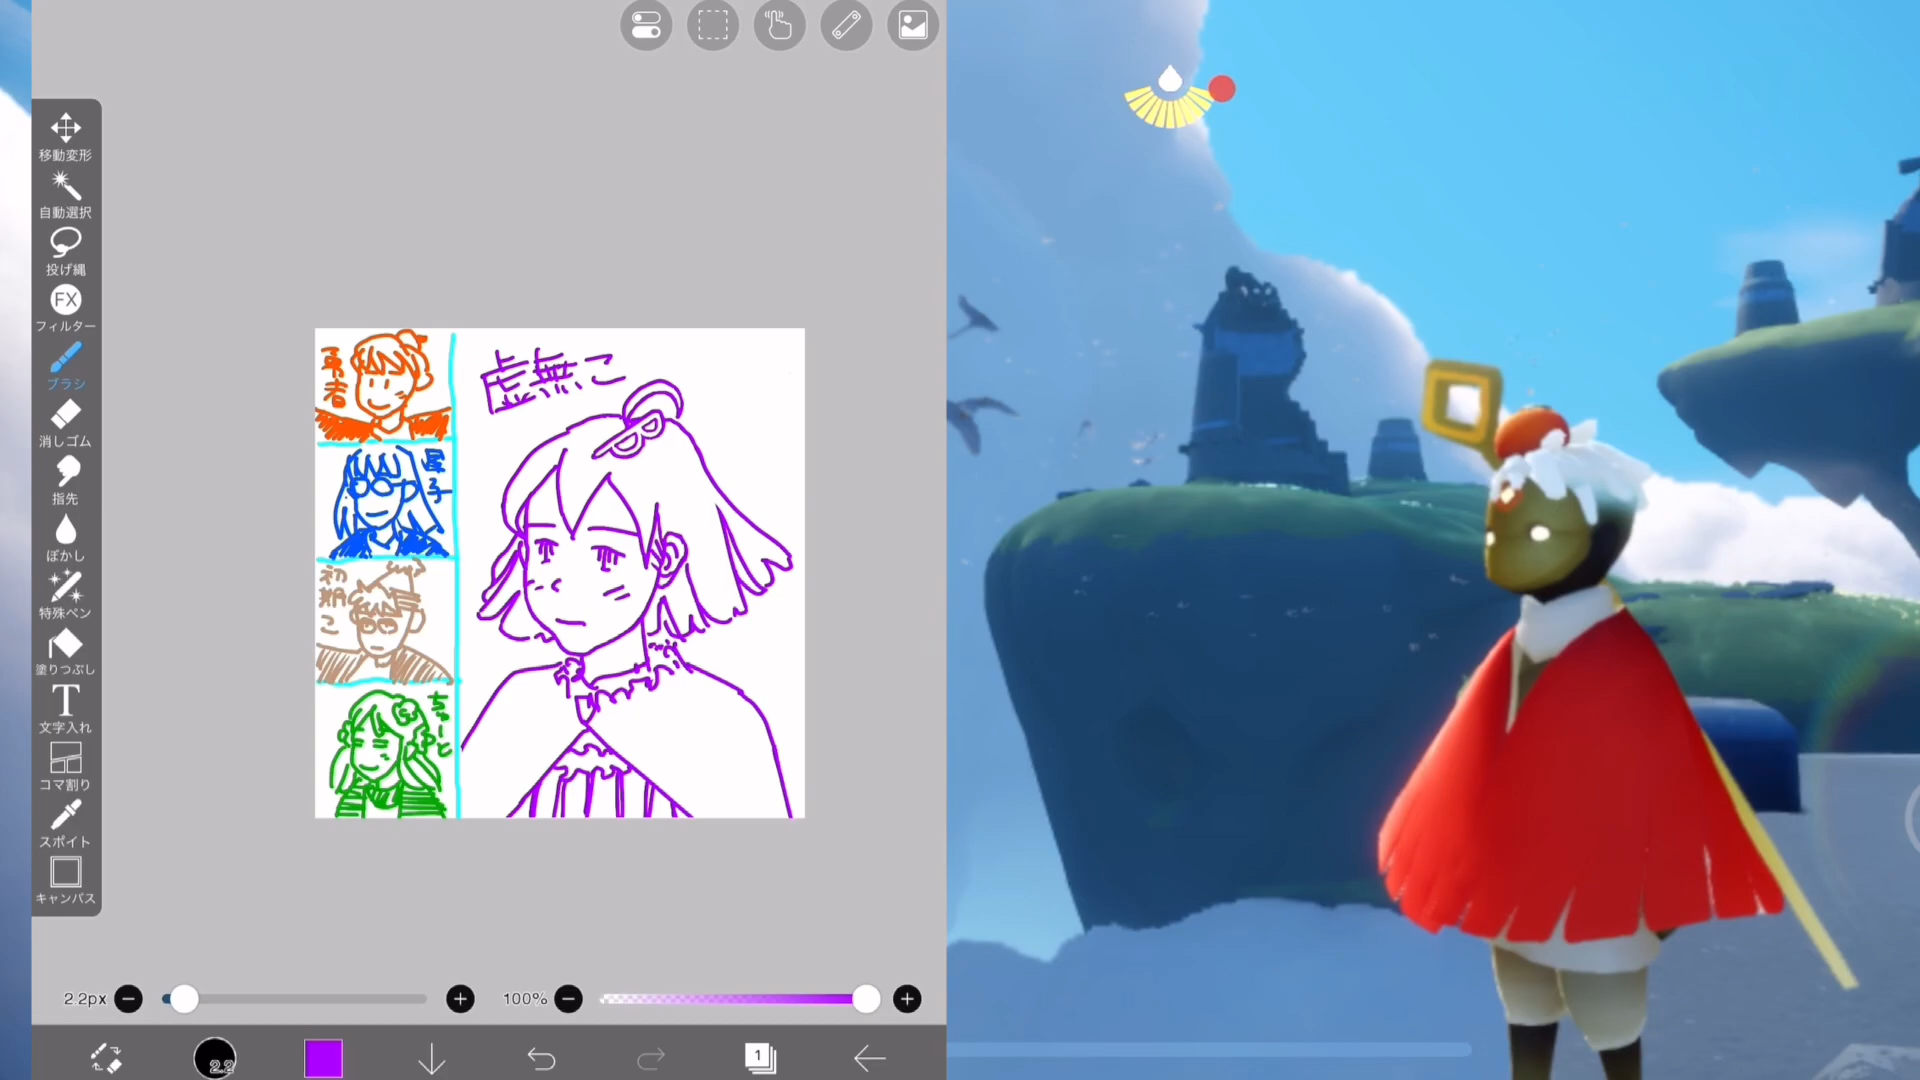 移動変形
自動選択
投げ縄
FX
フィルター
ブラシ
消しゴム
指先
ぼかし
特殊ペン
塗りつぶし
T
文字入れ
コマ割り
スポイト
キャンバス
勇者
星子
初期こ
ちゅーと
虚無こ
2.2px
100%
2.2
1